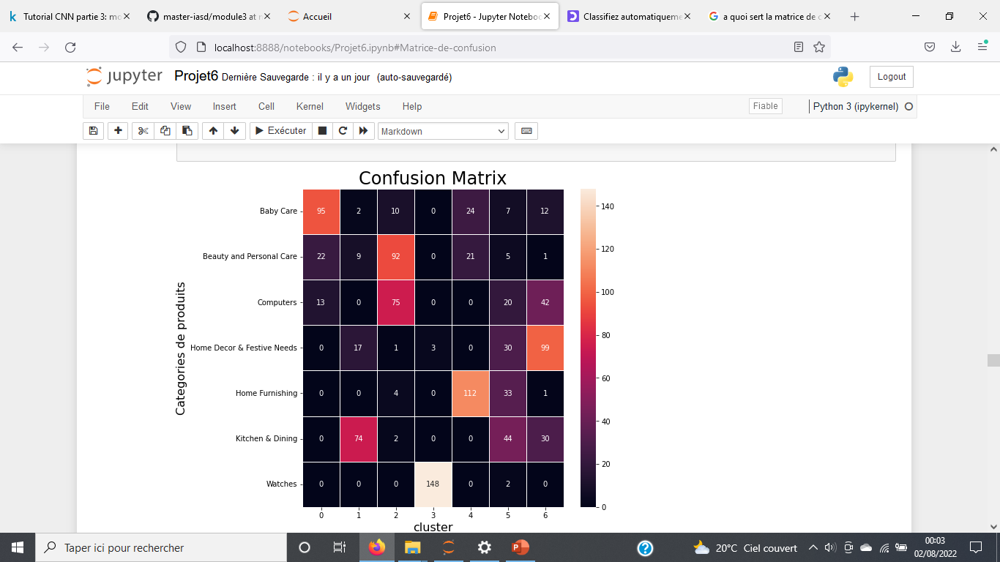 Tutorial CNN partie 3: mo
master-iasd/module3 at r
Accueil
Projet6 - Jupyter Noteboo
Classifiez automatiqueme
a quoi sert la matrice de c
localhost:8888/notebooks/Projet6.ipynb#Matrice-de-confusion
jupyter Projet6 Dernière Sauvegarde : il y a un jour (auto-sauvegardé)
Logout
File Edit View Insert Cell Kernel Widgets Help
Fiable
Python 3 (ipykernel)
Exécuter
Markdown
Confusion Matrix
Categories de produits
Baby Care 95 2 10 0 24 7 12
Beauty and Personal Care 22 9 92 0 21 5 1
Computers 13 0 75 0 0 20 42
Home Decor & Festive Needs 0 17 1 3 0 30 99
Home Furnishing 0 0 4 0 112 33 1
Kitchen & Dining 0 74 2 0 0 44 30
Watches 0 0 0 148 0 2 0
0 1 2 3 4 5 6
cluster
140
120
100
80
60
40
20
0
Taper ici pour rechercher
20°C Ciel couvert
00:03
02/08/2022